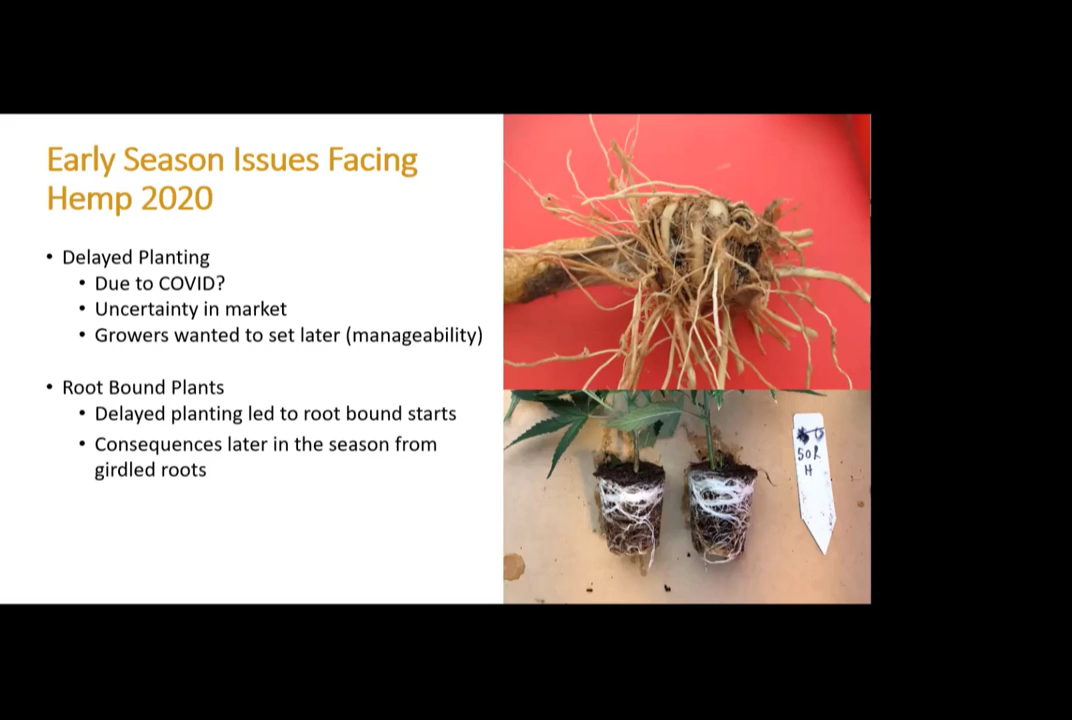 Early Season Issues Facing
Hemp 2020
• Delayed Planting
• Due to COVID?
• Uncertainty in market
• Growers wanted to set later (manageability)
• Root Bound Plants
• Delayed planting led to root bound starts
• Consequences later in the season from
girdled roots
50R
H